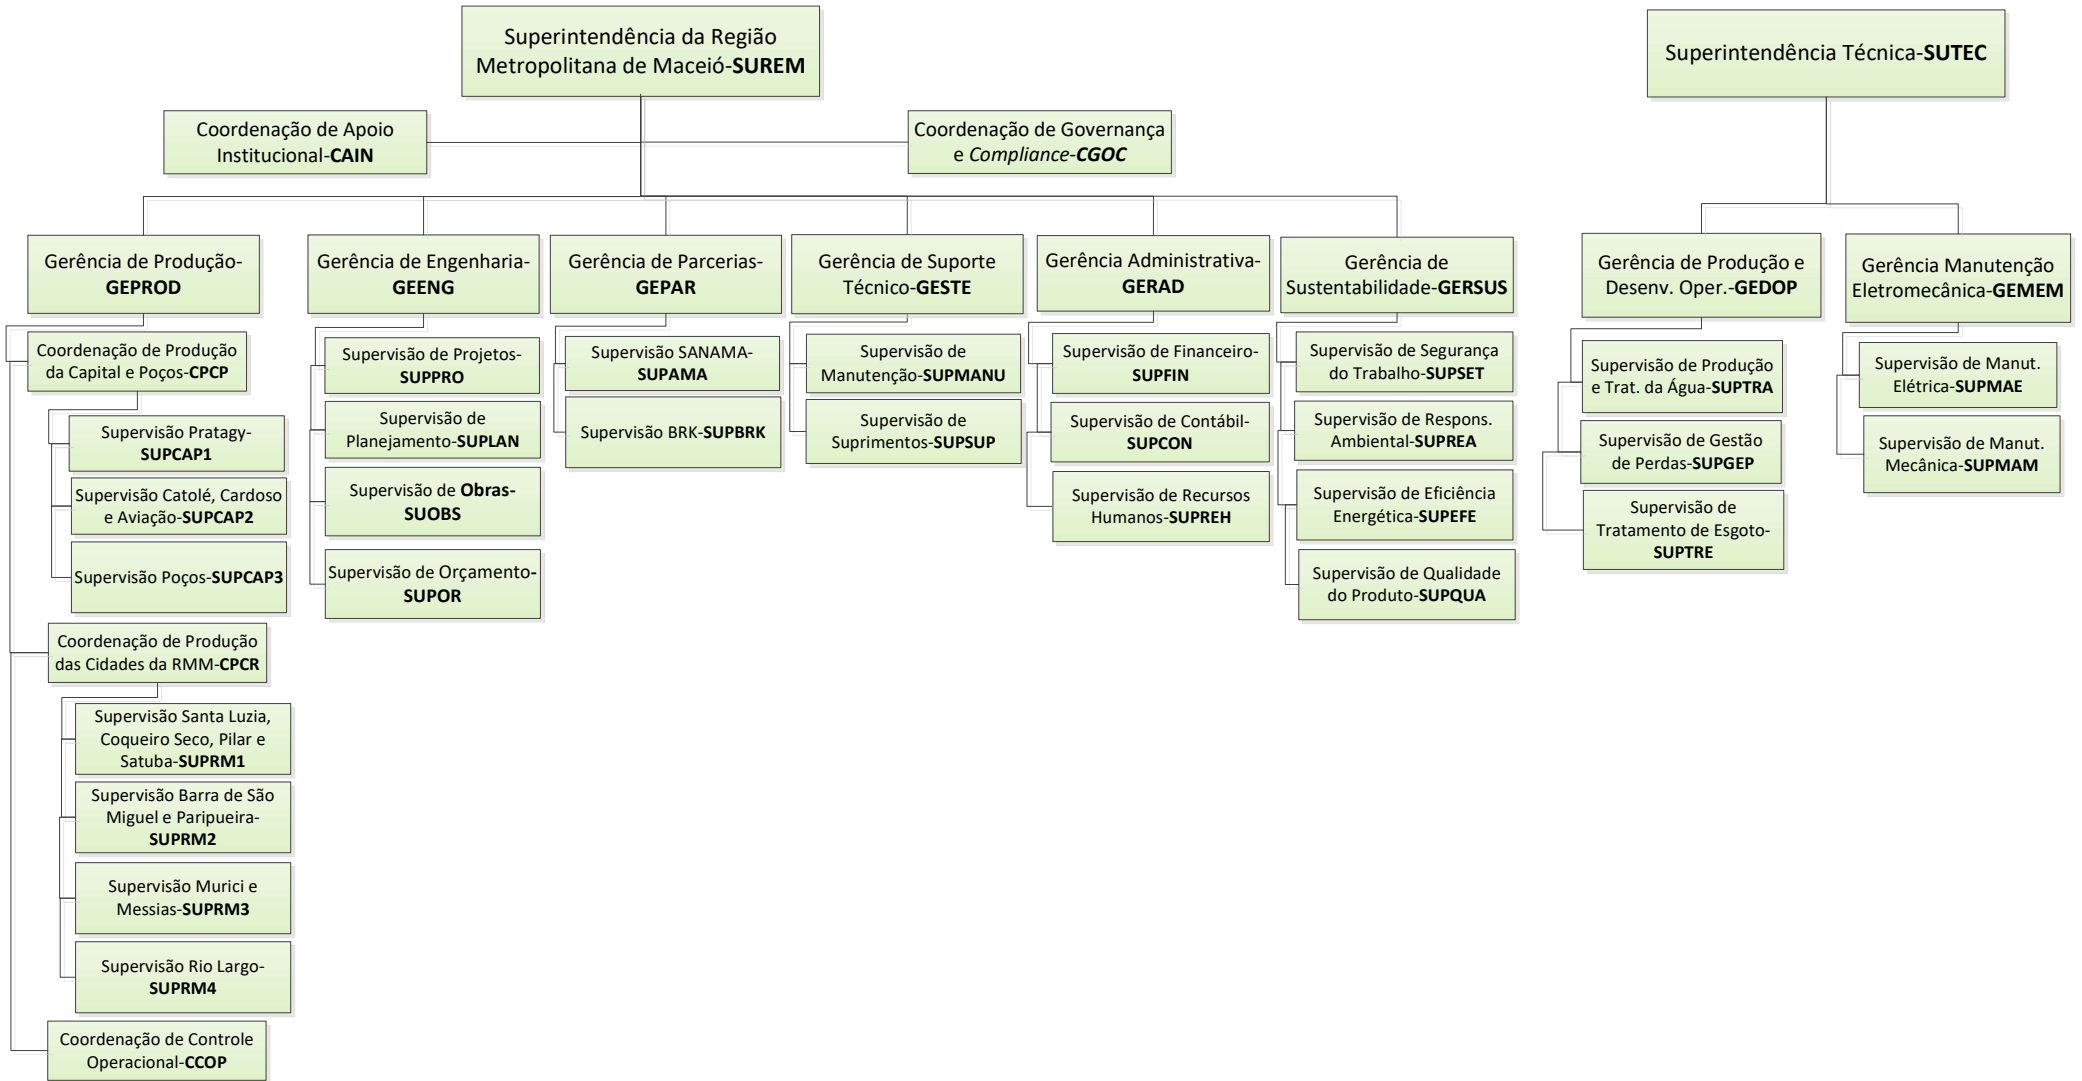 Superintendência da Região
Metropolitana de Maceió-SUREM
Superintendência Técnica-SUTEC
Coordenação de Apoio
Institucional-CAIN
Coordenação de Governança
e Compliance-CGOC
Gerência de Produção-
GEPROD
Coordenação de Produção
da Capital e Poços-CPCP
Supervisão Pratagy-
SUPCAP1
Supervisão Catolé, Cardoso
e Aviação-SUPCAP2
Supervisão Poços-SUPCAP3
Coordenação de Produção
das Cidades da RMM-CPCR
Supervisão Santa Luzia,
Coqueiro Seco, Pilar e
Satuba-SUPRM1
Supervisão Barra de São
Miguel e Paripueira-
SUPRM2
Supervisão Murici e
Messias-SUPRM3
Supervisão Rio Largo-
SUPRM4
Coordenação de Controle
Operacional-CCOP
Gerência de Engenharia-
GEENG
Supervisão de Projetos-
SUPPRO
Supervisão de
Planejamento-SUPLAN
Supervisão de Obras-
SUOBS
Supervisão de Orçamento-
SUPOR
Gerência de Parcerias-
GEPAR
Supervisão SANAMA-
SUPAMA
Supervisão BRK-SUPBRK
Gerência de Suporte
Técnico-GESTE
Supervisão de
Manutenção-SUPMANU
Supervisão de
Suprimentos-SUPSUP
Gerência Administrativa-
GERAD
Supervisão de Financeiro-
SUPFIN
Supervisão de Contábil-
SUPCON
Supervisão de Recursos
Humanos-SUPREH
Gerência de
Sustentabilidade-GERSUS
Supervisão de Segurança
do Trabalho-SUPSET
Supervisão de Respons.
Ambiental-SUPREA
Supervisão de Eficiência
Energética-SUPEFE
Supervisão de Qualidade
do Produto-SUPQUA
Gerência de Produção e
Desenv. Oper.-GEDOP
Supervisão de Produção
e Trat. da Água-SUPTRA
Supervisão de Gestão
de Perdas-SUPGEP
Supervisão de
Tratamento de Esgoto-
SUPTRE
Gerência Manutenção
Eletromecânica-GEMEM
Supervisão de Manut.
Elétrica-SUPMAE
Supervisão de Manut.
Mecânica-SUPMAM